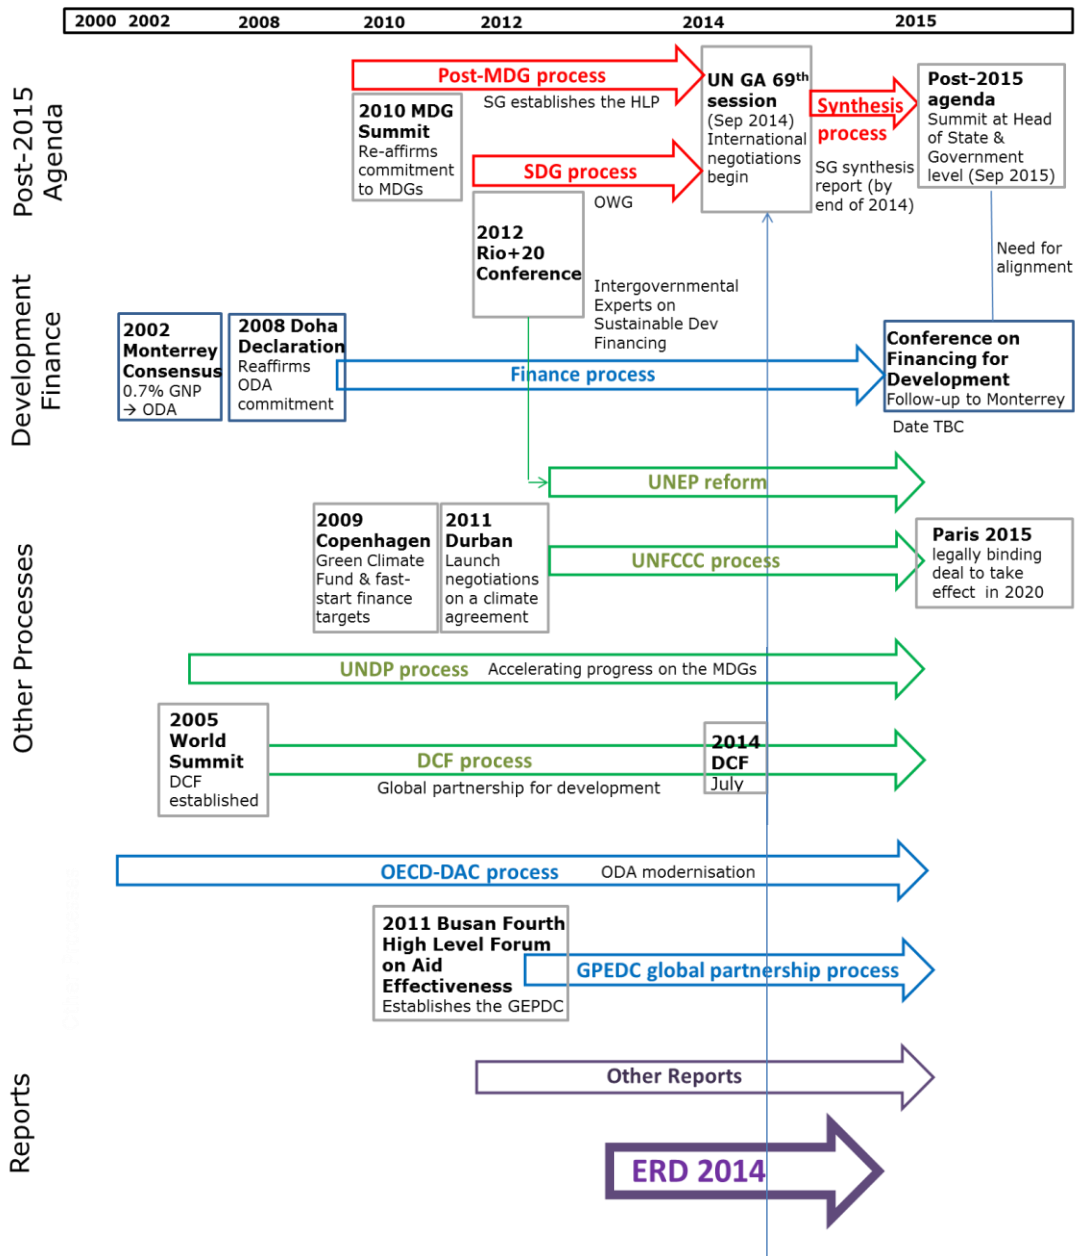 2000 2002 2008 2010 2012 2014 2015
Post-2015
Agenda
Post-MDG process
SG establishes the HLP
2010 MDG
Summit
Re-affirms
commitment
to MDGs
SDG process
OWG
UN GA 69th
session
(Sep 2014)
International
negotiations
begin
Synthesis
process
SG synthesis
report (by
end of 2014)
Post-2015
agenda
Summit at Head
of State &
Government
level (Sep 2015)
2012
Rio+20
Conference
Need for
alignment
Development
Finance
Intergovernmental
Experts on
Sustainable Dev
Financing
2002
Monterrey
Consensus
0.7% GNP
→ ODA
2008 Doha
Declaration
Reaffirms
ODA
commitment
Finance process
Conference on
Financing for
Development
Follow-up to Monterrey
Date TBC
Other Processes
UNEP reform
2009
Copenhagen
Green Climate
Fund & fast-
start finance
targets
2011
Durban
Launch
negotiations
on a climate
agreement
UNFCCC process
Paris 2015
legally binding
deal to take
effect in 2020
UNDP process
Accelerating progress on the MDGs
2005
World
Summit
DCF
established
DCF process
Global partnership for development
2014
DCF
July
OECD-DAC process
ODA modernisation
2011 Busan Fourth
High Level Forum
on Aid
Effectiveness
Establishes the GEPDC
GPEDC global partnership process
Reports
Other Reports
ERD 2014